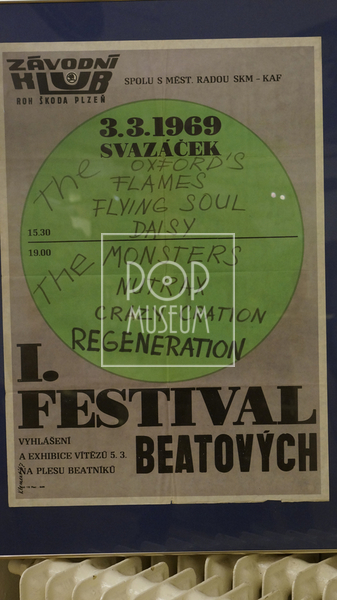 ZÁVODNÍ
KLUB
ROH ŠKODA PLZEŇ
SPOLU S MĚST. RADOU SKM - KAF
3.3.1969
SVAZÁČEK
The OXFORD'S
FLAMES
FLYING SOUL
15.30 DAISY
19.00 The MONSTERS
NUTRAX
REGENERATION
POP
MUSEUM
I.
FESTIVAL
BEATOVÝCH
VYHLÁŠENÍ
A EXHIBICE VÍTĚZŮ 5. 3.
NA PLESU BEATNÍKŮ